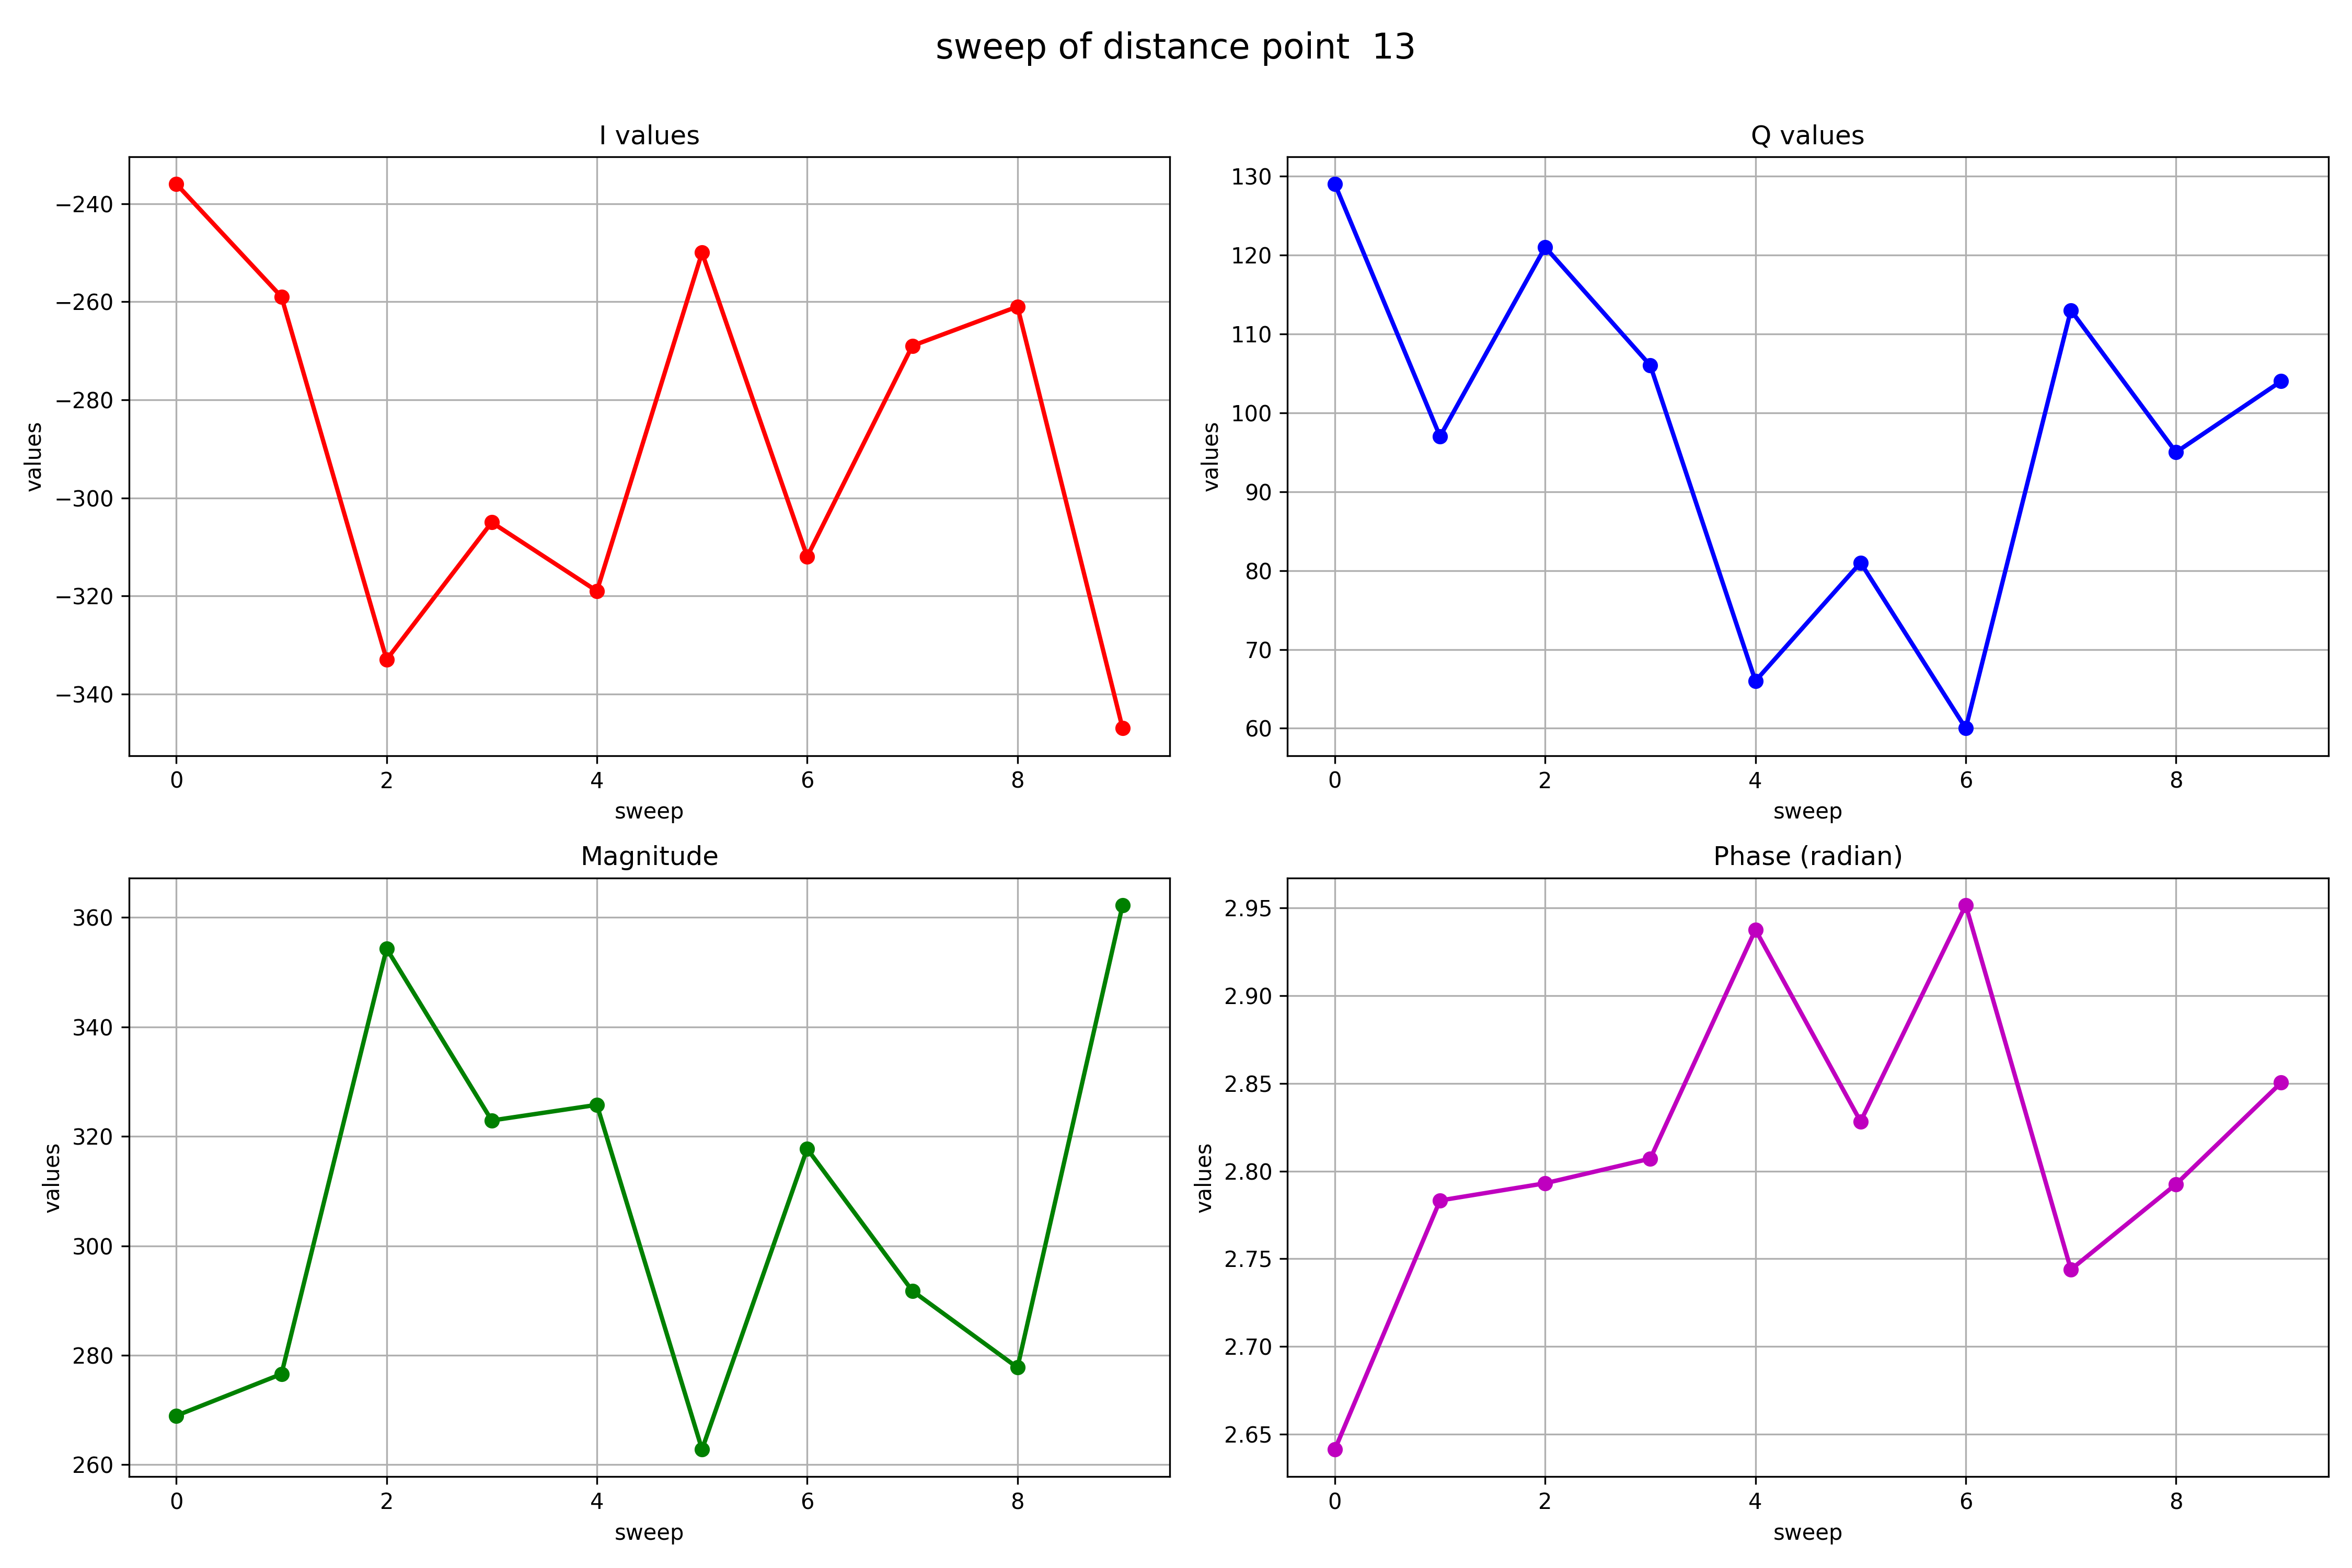 sweep of distance point  13
I values
values
−240
−260
−280
−300
−320
−340
0 2 4 6 8
sweep
Q values
values
130
120
110
100
90
80
70
60
0 2 4 6 8
sweep
Magnitude
values
360
340
320
300
280
260
0 2 4 6 8
sweep
Phase (radian)
values
2.95
2.90
2.85
2.80
2.75
2.70
2.65
0 2 4 6 8
sweep